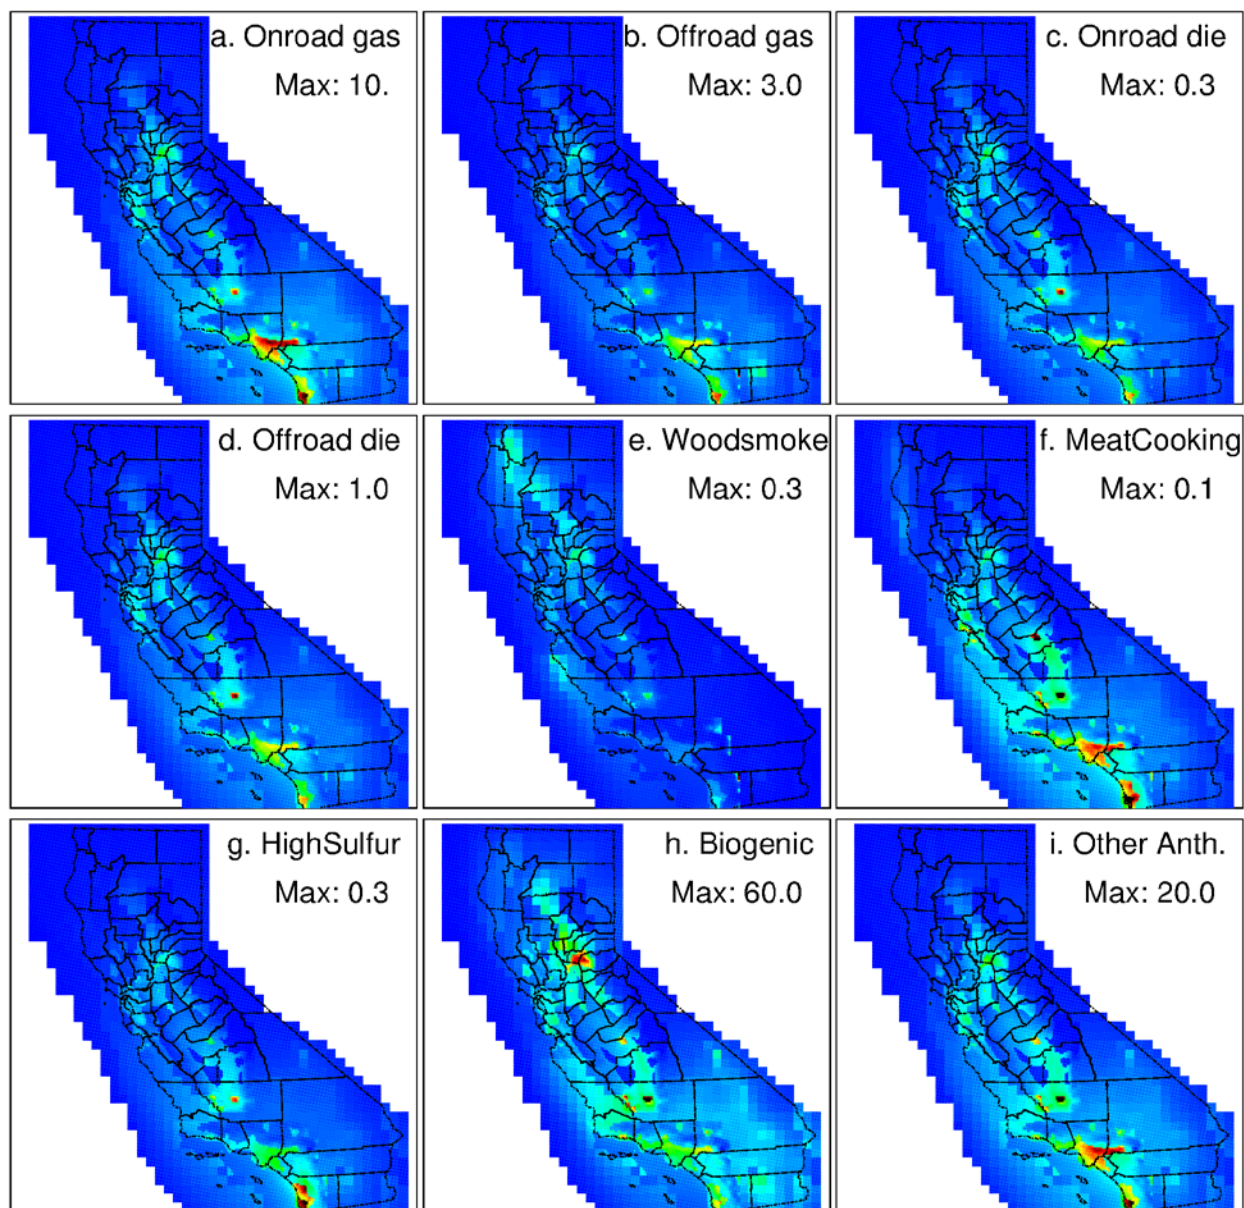 a. Onroad gas
Max: 10.
b. Offroad gas
Max: 3.0
c. Onroad die
Max: 0.3
d. Offroad die
Max: 1.0
e. Woodsmoke
Max: 0.3
f. MeatCooking
Max: 0.1
g. HighSulfur
Max: 0.3
h. Biogenic
Max: 60.0
i. Other Anth.
Max: 20.0